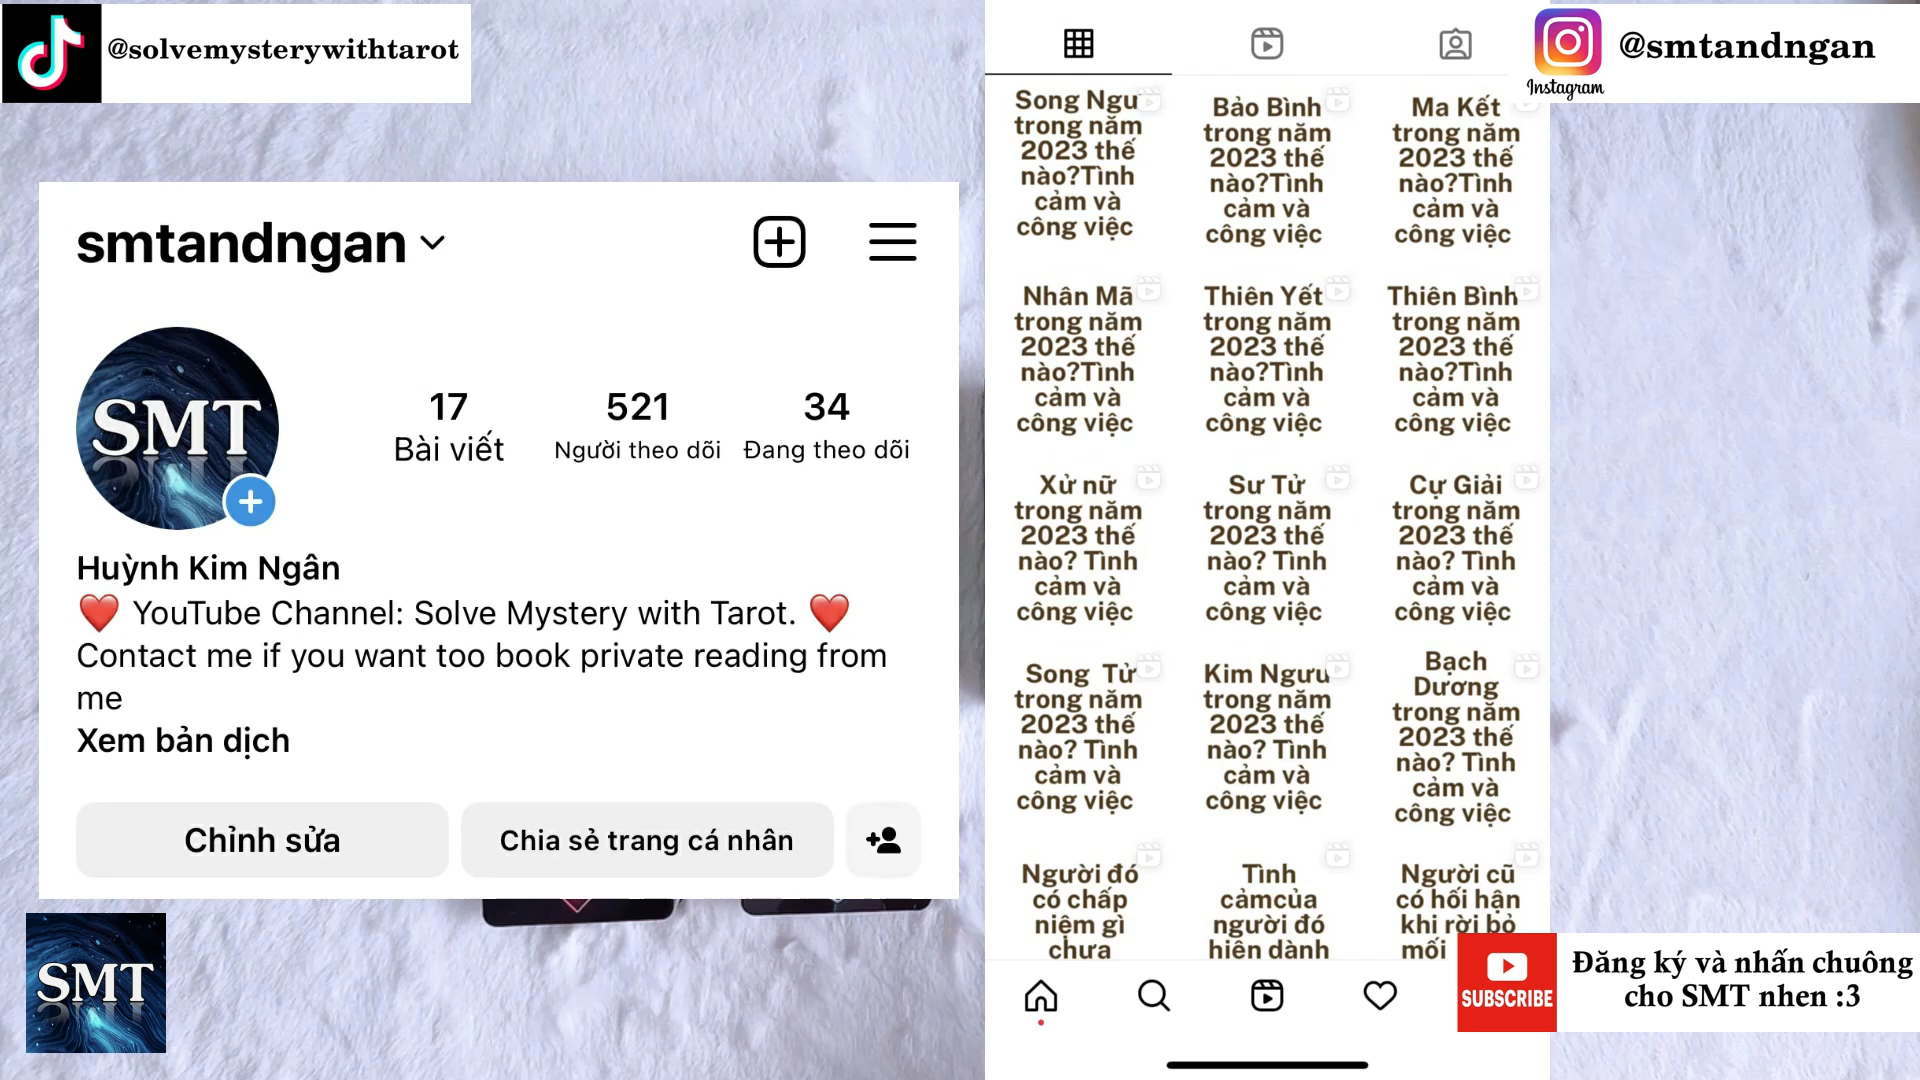 @solvemysterywithtarot
Instagram
@smtandngan
smtandngan
SMT
17
Bài viết
521
Người theo dõi
34
Đang theo dõi
Huỳnh Kim Ngân
❤️ YouTube Channel: Solve Mystery with Tarot. ❤️
Contact me if you want too book private reading from
me
Xem bản dịch
Chỉnh sửa
Chia sẻ trang cá nhân
SMT
Song Ngư
trong năm
2023 thế
nào?Tình
cảm và
công việc
Bảo Bình
trong năm
2023 thế
nào?Tình
cảm và
công việc
Ma Kết
trong năm
2023 thế
nào?Tình
cảm và
công việc
Nhân Mã
trong năm
2023 thế
nào?Tình
cảm và
công việc
Thiên Yết
trong năm
2023 thế
nào?Tình
cảm và
công việc
Thiên Bình
trong năm
2023 thế
nào?Tình
cảm và
công việc
Xử nữ
trong năm
2023 thế
nào? Tình
cảm và
công việc
Sư Tử
trong năm
2023 thế
nào? Tình
cảm và
công việc
Cự Giải
trong năm
2023 thế
nào? Tình
cảm và
công việc
Song Tử
trong năm
2023 thế
nào? Tình
cảm và
công việc
Kim Ngưu
trong năm
2023 thế
nào? Tình
cảm và
công việc
Bạch
Dương
trong năm
2023 thế
nào? Tình
cảm và
công việc
Người đó
có chấp
niệm gì
chưa
Tình
cảmcủa
người đó
hiện dành
Người cũ
có hối hận
khi rời bỏ
mối
SUBSCRIBE
Đăng ký và nhấn chuông
cho SMT nhen :3